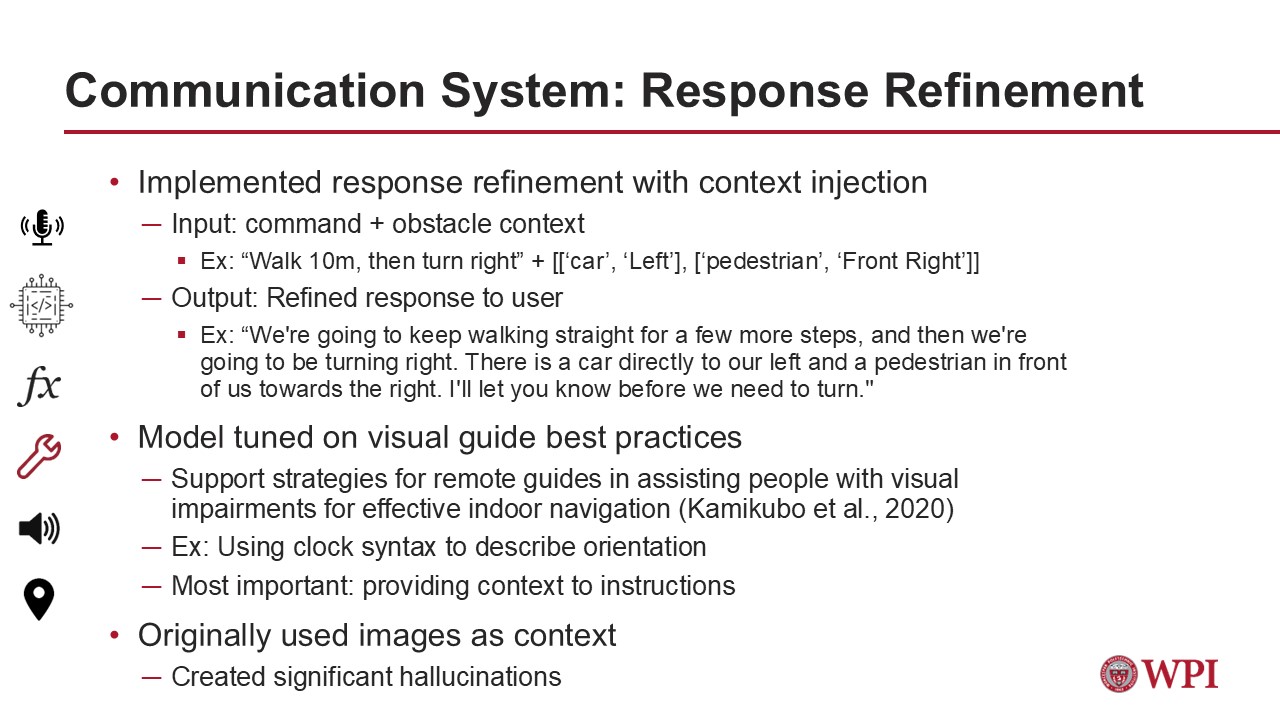 Communication System: Response Refinement
• Implemented response refinement with context injection
— Input: command + obstacle context
▪ Ex: “Walk 10m, then turn right” + [[‘car’, ‘Left’], [‘pedestrian’, ‘Front Right’]]
— Output: Refined response to user
▪ Ex: “We're going to keep walking straight for a few more steps, and then we're
going to be turning right. There is a car directly to our left and a pedestrian in front
of us towards the right. I'll let you know before we need to turn."
• Model tuned on visual guide best practices
— Support strategies for remote guides in assisting people with visual
impairments for effective indoor navigation (Kamikubo et al., 2020)
— Ex: Using clock syntax to describe orientation
— Most important: providing context to instructions
• Originally used images as context
— Created significant hallucinations
</>
fx
WPI